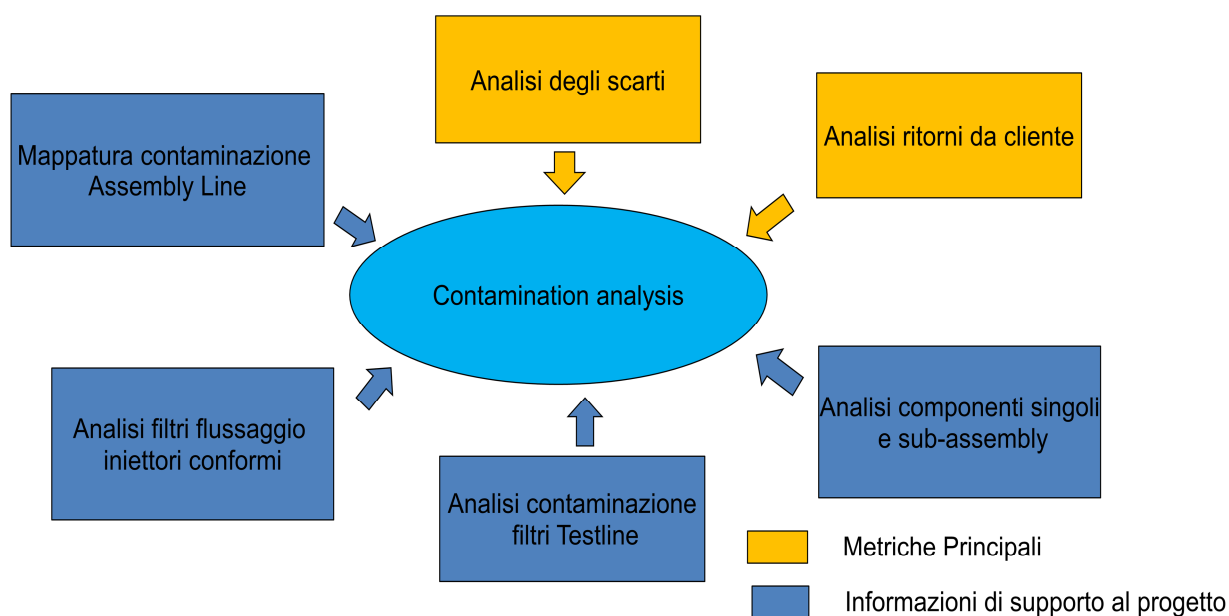 Analisi degli scarti
Analisi ritorni da cliente
Mappatura contaminazione
Assembly Line
Contamination analysis
Analisi filtri flussaggio
iniettori conformi
Analisi contaminazione
filtri Testline
Analisi componenti singoli
e sub-assembly
Metriche Principali
Informazioni di supporto al progetto